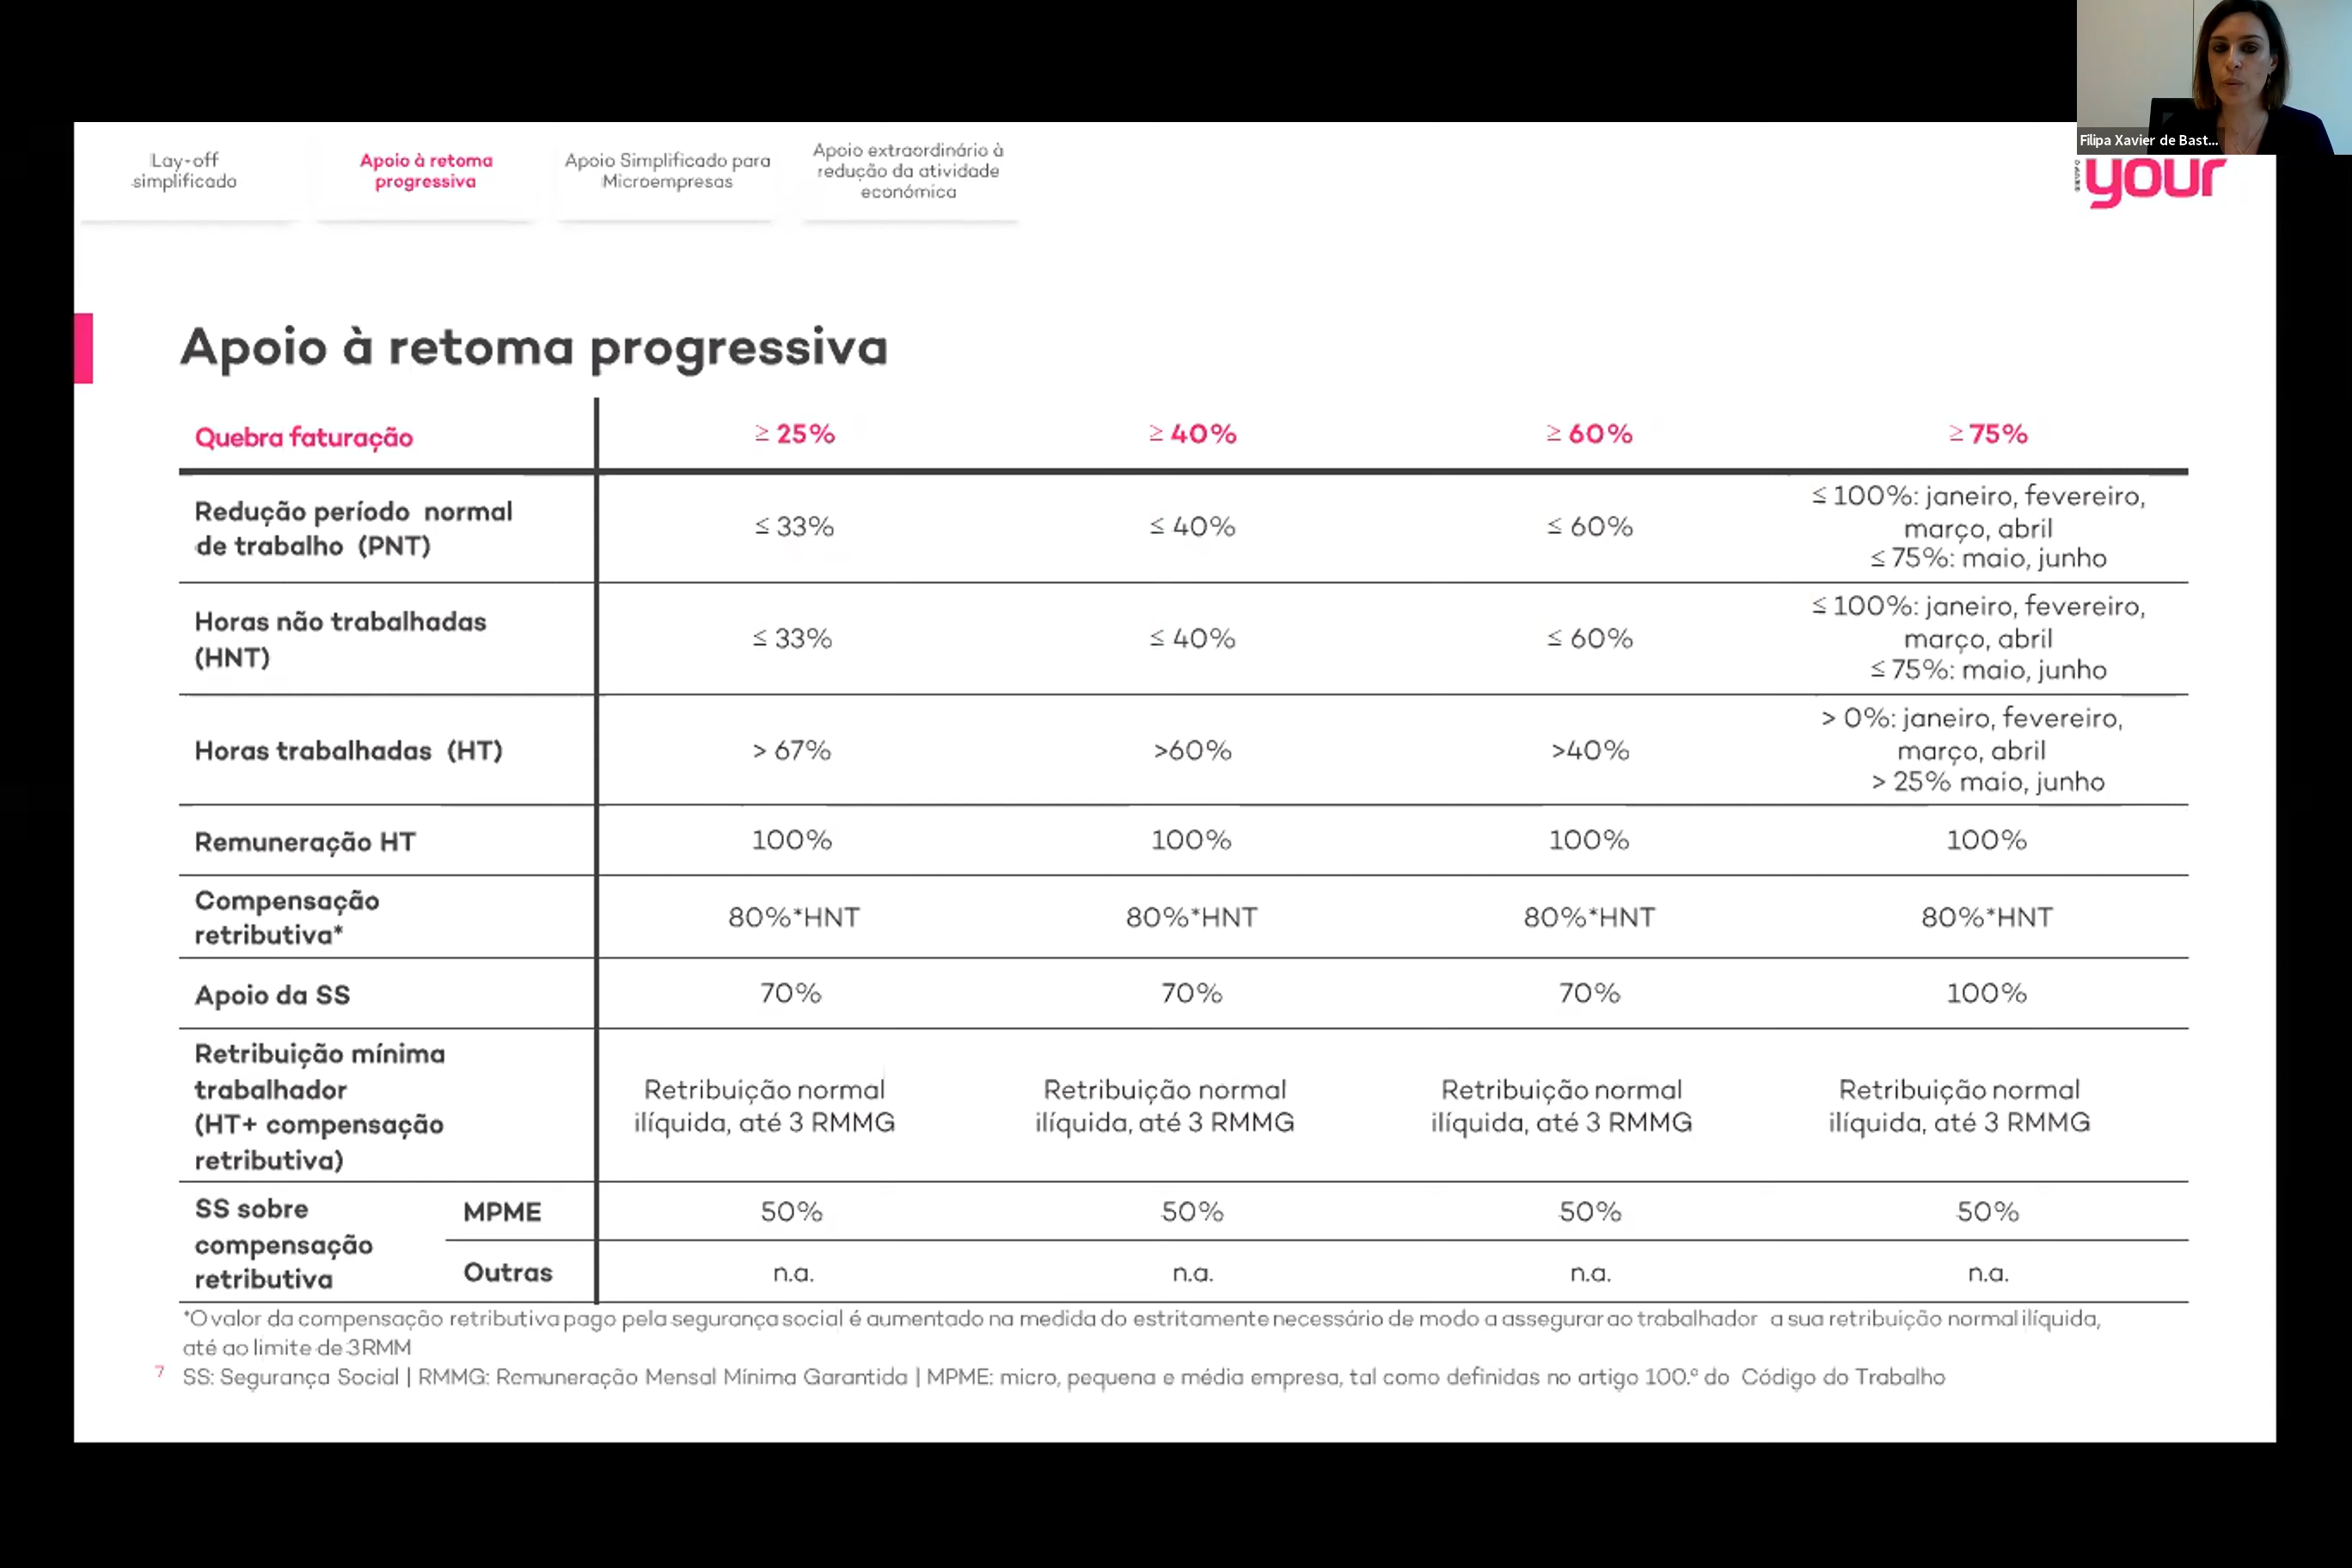 Filipa Xavier de Bast...
Lay-off
simplificado
Apoio à retoma
progressiva
Apoio Simplificado para
Microempresas
Apoio extraordinário à
redução da atividade
económica
your
Apoio à retoma progressiva
Quebra faturação ≥ 25% ≥ 40% ≥ 60% ≥ 75%
Redução período normal
de trabalho (PNT)
≤ 33% ≤ 40% ≤ 60%
≤ 100%: janeiro, fevereiro,
março, abril
≤ 75%: maio, junho
Horas não trabalhadas
(HNT)
≤ 33% ≤ 40% ≤ 60%
≤ 100%: janeiro, fevereiro,
março, abril
≤ 75%: maio, junho
Horas trabalhadas (HT) > 67% >60% >40%
> 0%: janeiro, fevereiro,
março, abril
> 25% maio, junho
Remuneração HT 100% 100% 100% 100%
Compensação
retributiva*
80%*HNT 80%*HNT 80%*HNT 80%*HNT
Apoio da SS 70% 70% 70% 100%
Retribuição mínima
trabalhador
(HT+ compensação
retributiva)
Retribuição normal
ilíquida, até 3 RMMG
Retribuição normal
ilíquida, até 3 RMMG
Retribuição normal
ilíquida, até 3 RMMG
Retribuição normal
ilíquida, até 3 RMMG
SS sobre
compensação
retributiva
MPME 50% 50% 50% 50%
Outras n.a. n.a. n.a. n.a.
*O valor da compensação retributiva pago pela segurança social é aumentado na medida do estritamente necessário de modo a assegurar ao trabalhador a sua retribuição normal ilíquida,
até ao limite de 3RMM
7 SS: Segurança Social | RMMG: Remuneração Mensal Mínima Garantida | MPME: micro, pequena e média empresa, tal como definidas no artigo 100.º do Código do Trabalho